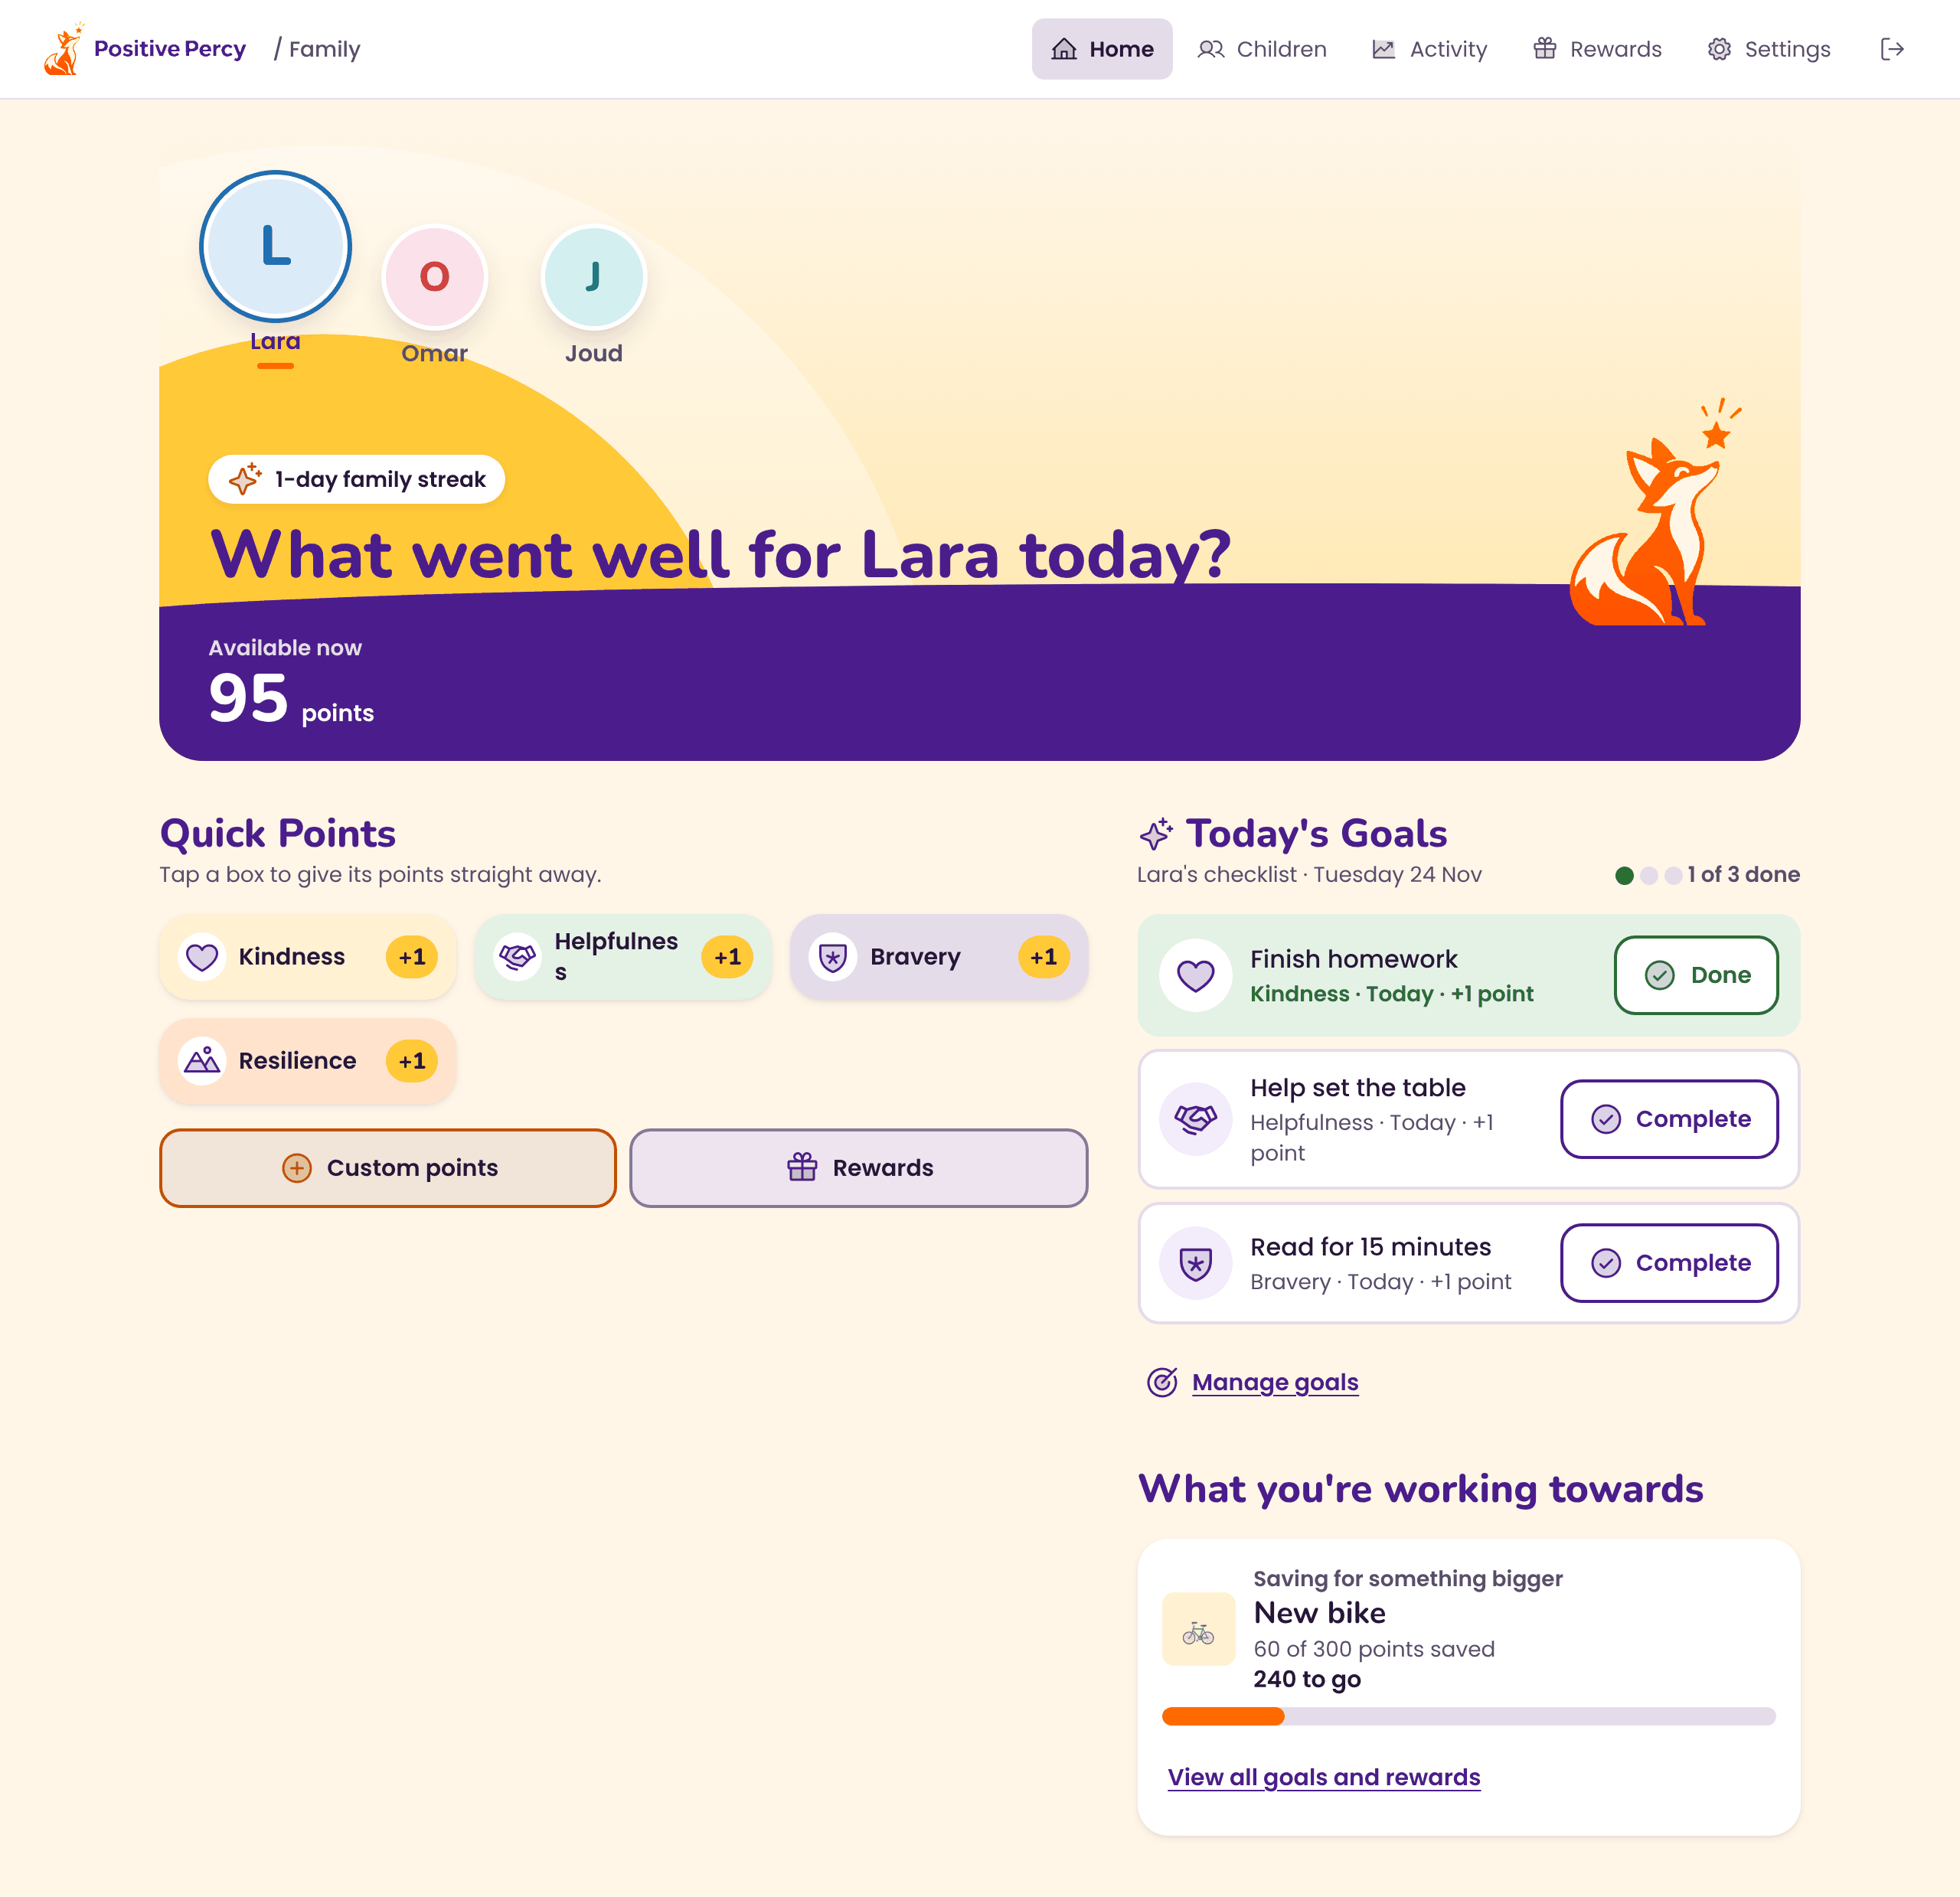 Positive Percy / Family
Home
Children
Activity
Rewards
Settings
L
O
J
Lara
Omar
Joud
1-day family streak
What went well for Lara today?
Available now
95 points
Quick Points
Tap a box to give its points straight away.
Kindness +1
Helpfulnes
s
+1
Bravery +1
Resilience +1
Custom points
Rewards
Today's Goals
Lara's checklist · Tuesday 24 Nov
1 of 3 done
Finish homework
Kindness · Today · +1 point
Done
Help set the table
Helpfulness · Today · +1
point
Complete
Read for 15 minutes
Bravery · Today · +1 point
Complete
Manage goals
What you're working towards
Saving for something bigger
New bike
60 of 300 points saved
240 to go
View all goals and rewards